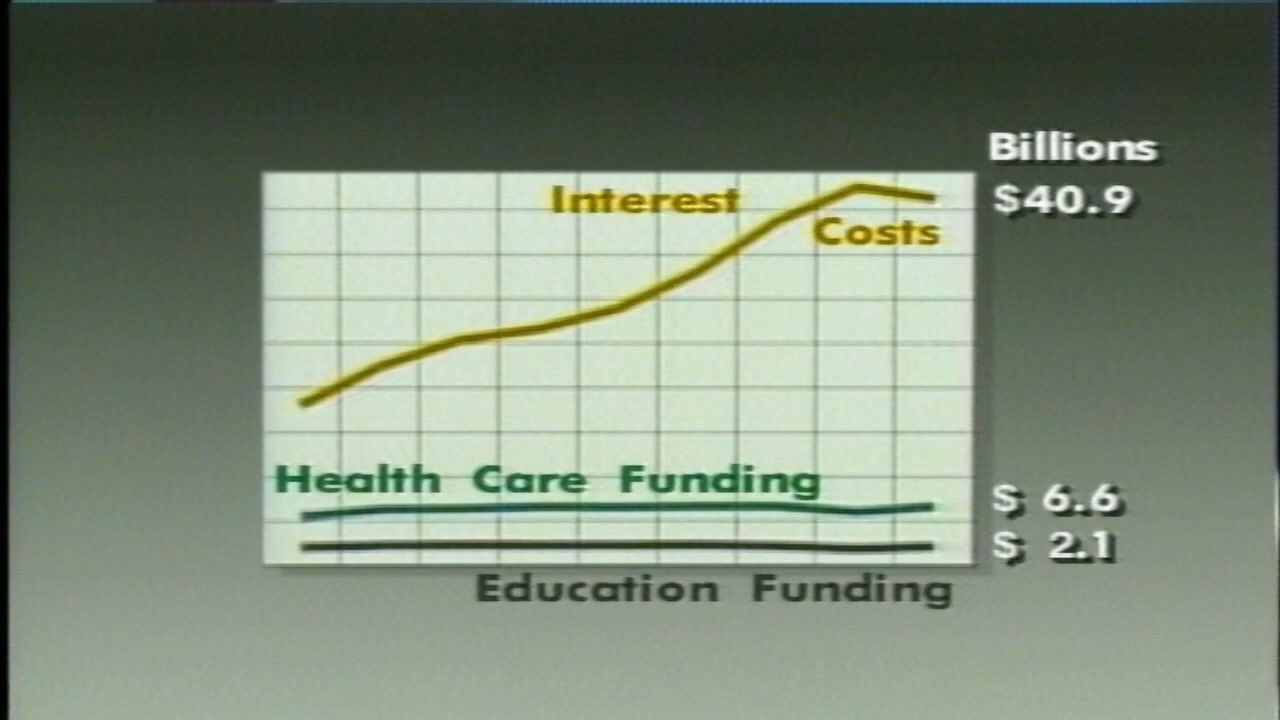 Billions
Interest
$40.9
Costs
Health Care Funding
$ 6.6
$ 2.1
Education Funding